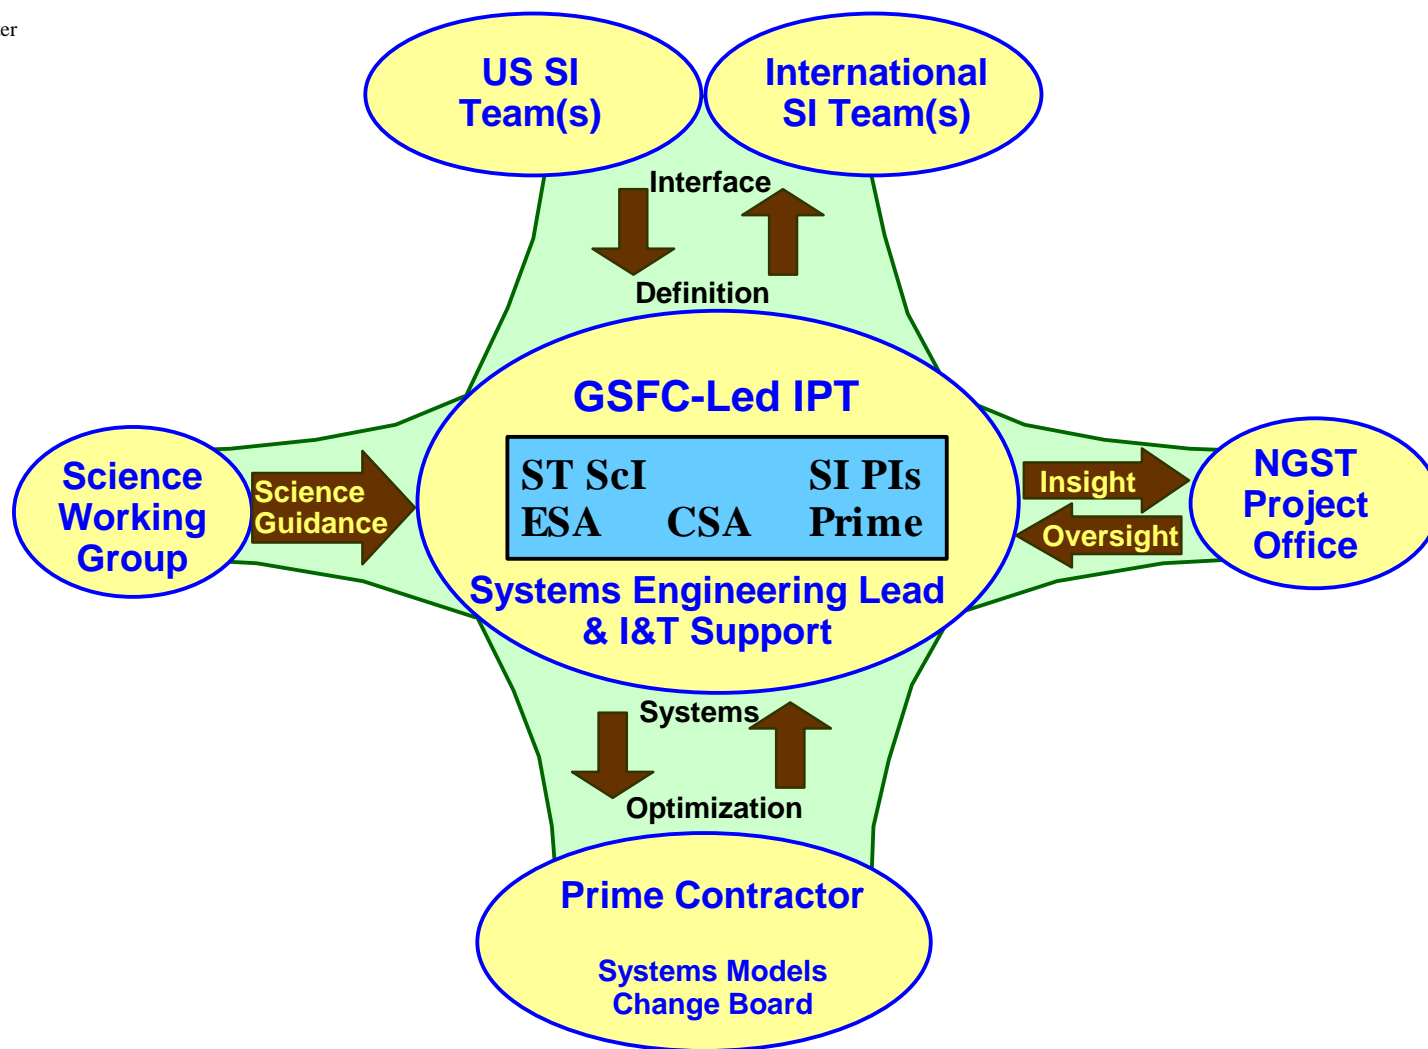 er
US SI
Team(s)
International
SI Team(s)
Interface
Definition
GSFC-Led IPT
ST ScI SI PIs
ESA CSA Prime
Systems Engineering Lead
& I&T Support
Science
Working
Group
Science
Guidance
Insight
Oversight
NGST
Project
Office
Systems
Optimization
Prime Contractor
Systems Models
Change Board